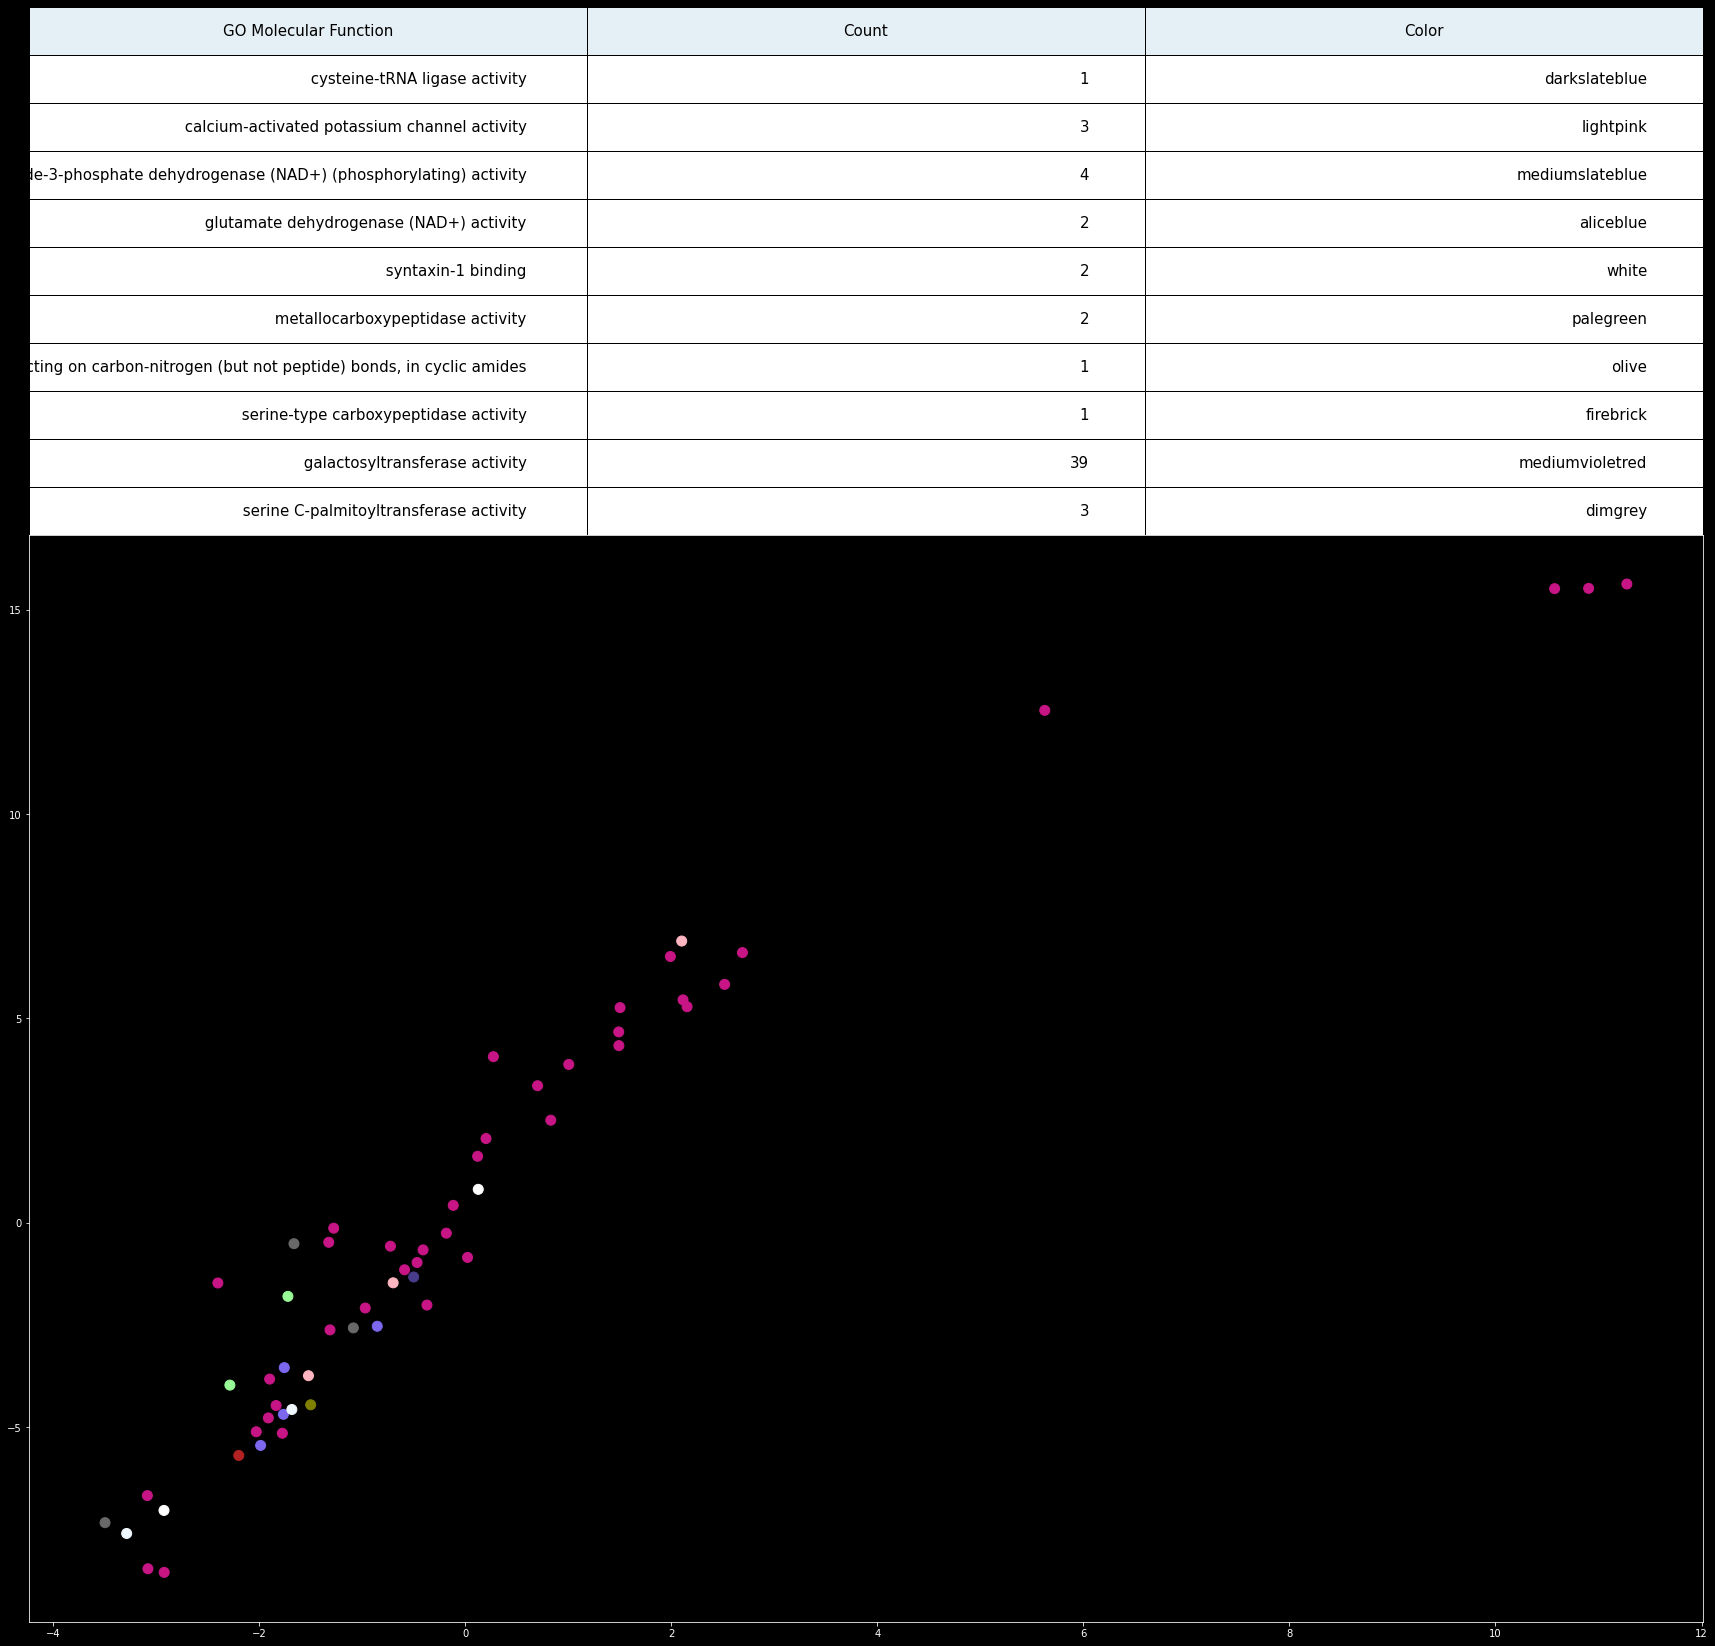 GO Molecular Function Count Color
cysteine-tRNA ligase activity 1 darkslateblue
calcium-activated potassium channel activity 3 lightpink
de-3-phosphate dehydrogenase (NAD+) (phosphorylating) activity 4 mediumslateblue
glutamate dehydrogenase (NAD+) activity 2 aliceblue
syntaxin-1 binding 2 white
metallocarboxypeptidase activity 2 palegreen
cting on carbon-nitrogen (but not peptide) bonds, in cyclic amides 1 olive
serine-type carboxypeptidase activity 1 firebrick
galactosyltransferase activity 39 mediumvioletred
serine C-palmitoyltransferase activity 3 dimgrey
15
10
5
0
−5
−4 −2 0 2 4 6 8 10 12